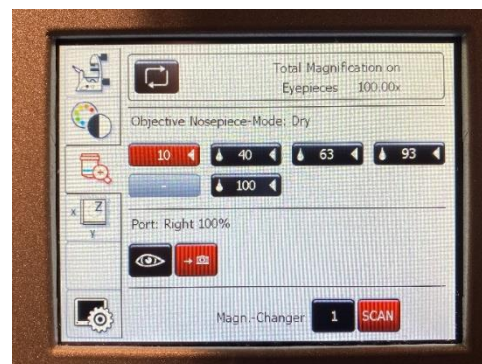 Total Magnification on
Eyepieces 100.00x
Objective Nosepiece-Mode: Dry
10 40 63 93
- 100
x Z
y
Port: Right 100%
Magn.-Changer 1 SCAN